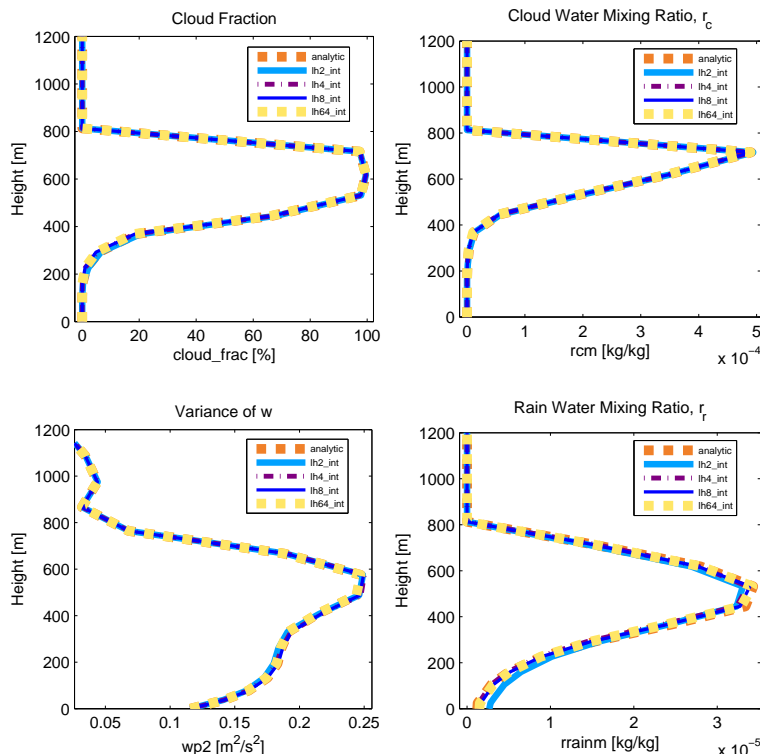 Cloud Fraction
1200
1000
800
600
400
200
0
Height [m]
0 20 40 60 80 100
cloud_frac [%]
analytic
lh2_int
lh4_int
lh8_int
lh64_int
Cloud Water Mixing Ratio, r_c
1200
1000
800
600
400
200
0
Height [m]
0 1 2 3 4 5
rcm [kg/kg]
x 10⁻⁴
analytic
lh2_int
lh4_int
lh8_int
lh64_int
Variance of w
1200
1000
800
600
400
200
0
Height [m]
0.05 0.1 0.15 0.2 0.25
wp2 [m²/s²]
analytic
lh2_int
lh4_int
lh8_int
lh64_int
Rain Water Mixing Ratio, r_r
1200
1000
800
600
400
200
0
Height [m]
0 1 2 3
rrainm [kg/kg]
x 10⁻⁵
analytic
lh2_int
lh4_int
lh8_int
lh64_int